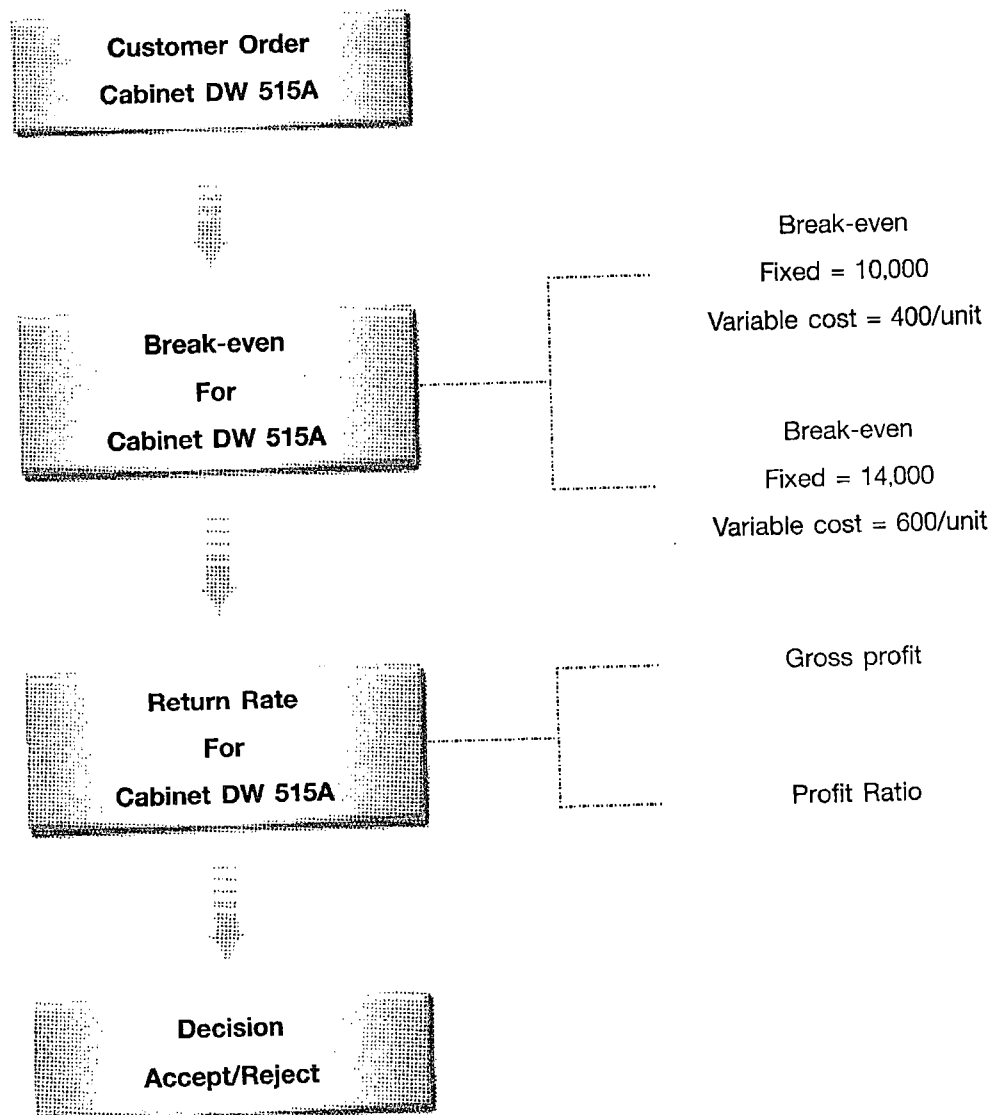 Customer Order
Cabinet DW 515A
Break-even
Fixed = 10,000
Variable cost = 400/unit
Break-even
For
Cabinet DW 515A
Break-even
Fixed = 14,000
Variable cost = 600/unit
Return Rate
For
Cabinet DW 515A
Gross profit
Profit Ratio
Decision
Accept/Reject